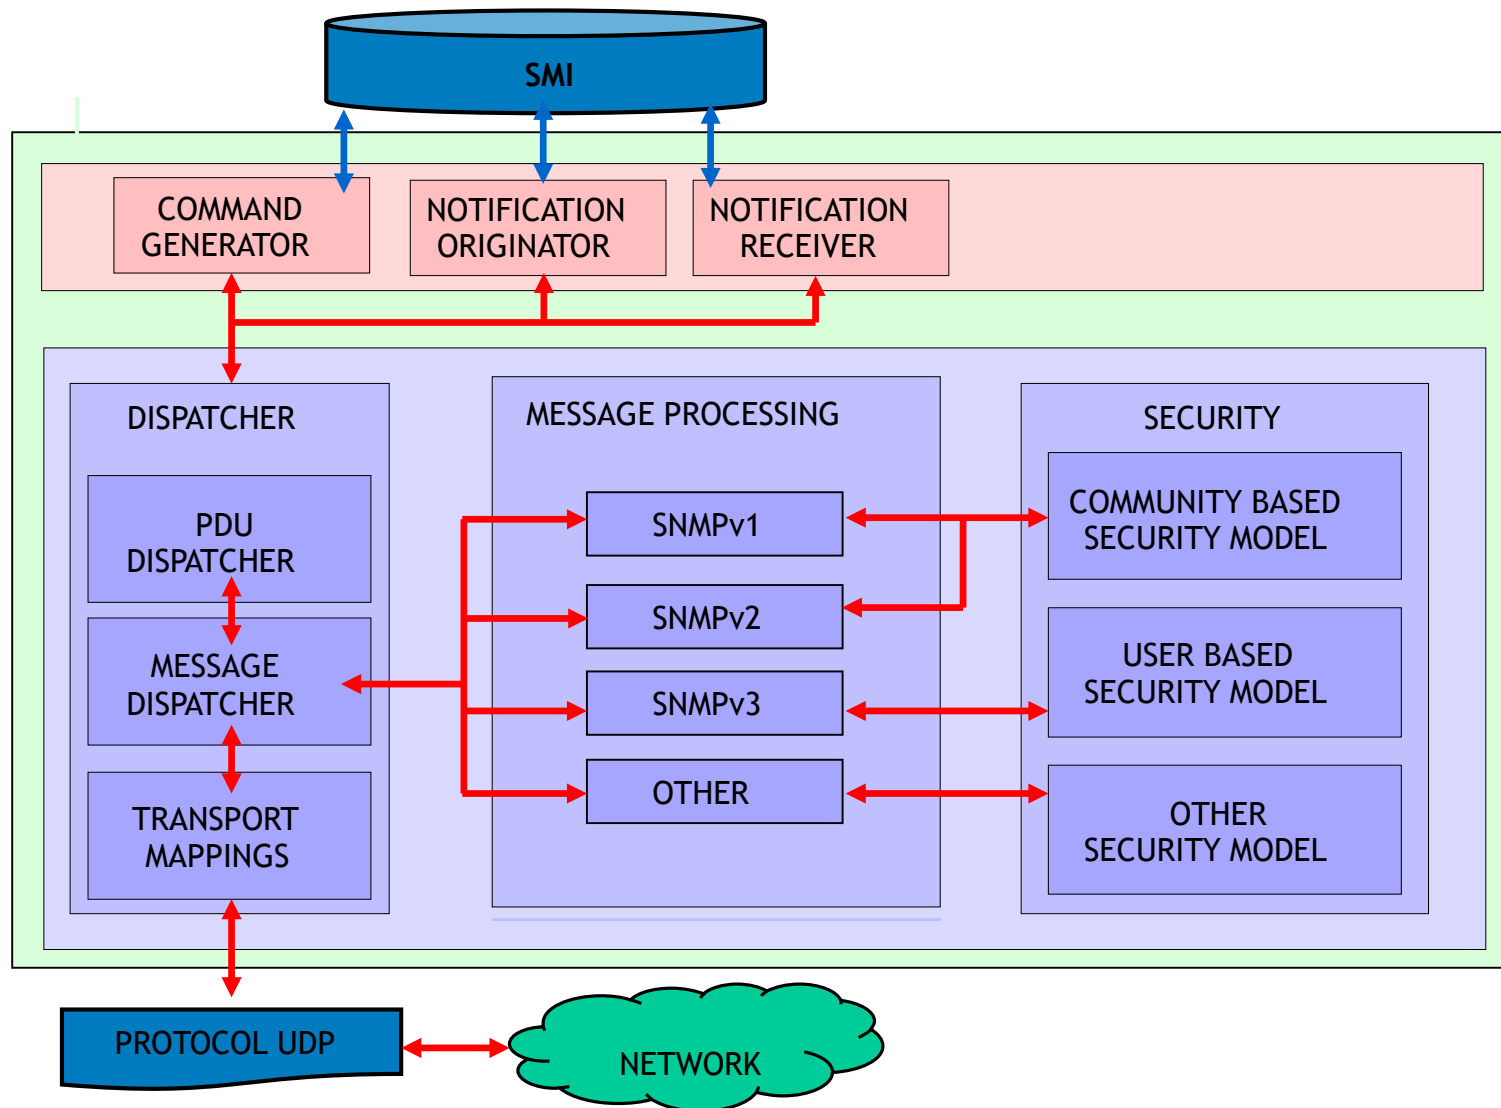 SMI
COMMAND
GENERATOR
NOTIFICATION
ORIGINATOR
NOTIFICATION
RECEIVER
DISPATCHER
PDU
DISPATCHER
MESSAGE
DISPATCHER
TRANSPORT
MAPPINGS
MESSAGE PROCESSING
SNMPv1
SNMPv2
SNMPv3
OTHER
SECURITY
COMMUNITY BASED
SECURITY MODEL
USER BASED
SECURITY MODEL
OTHER
SECURITY MODEL
PROTOCOL UDP
NETWORK